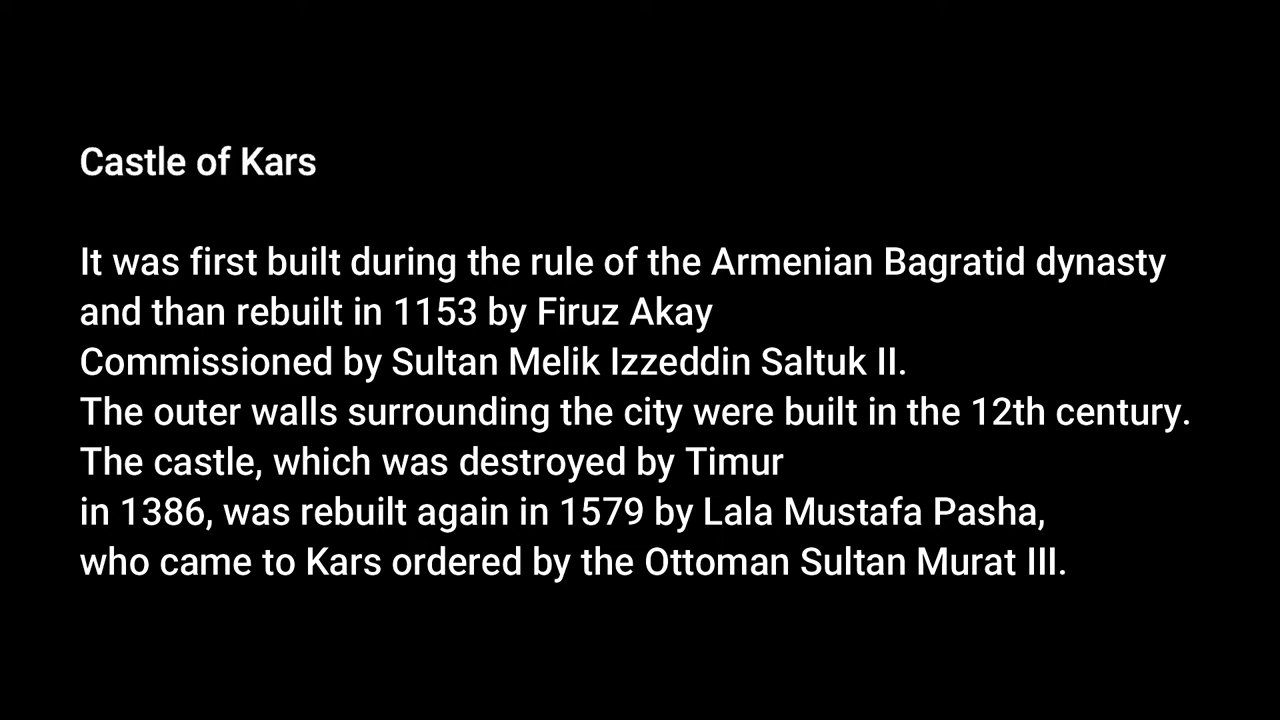 Castle of Kars
It was first built during the rule of the Armenian Bagratid dynasty
and than rebuilt in 1153 by Firuz Akay
Commissioned by Sultan Melik Izzeddin Saltuk II.
The outer walls surrounding the city were built in the 12th century.
The castle, which was destroyed by Timur
in 1386, was rebuilt again in 1579 by Lala Mustafa Pasha,
who came to Kars ordered by the Ottoman Sultan Murat III.